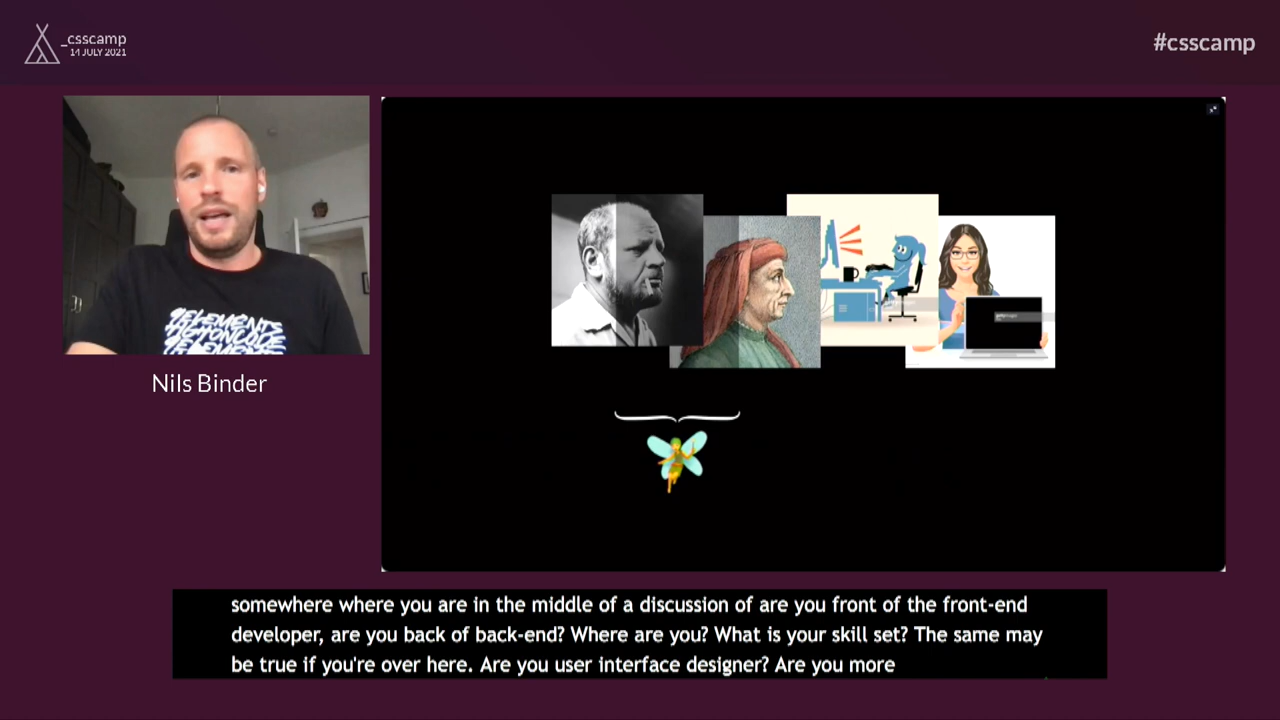 _csscamp
14 JULY 2021
#csscamp
9ELEMENTS
Nils Binder
somewhere where you are in the middle of a discussion of are you front of the front-end
developer, are you back of back-end? Where are you? What is your skill set? The same may
be true if you're over here. Are you user interface designer? Are you more